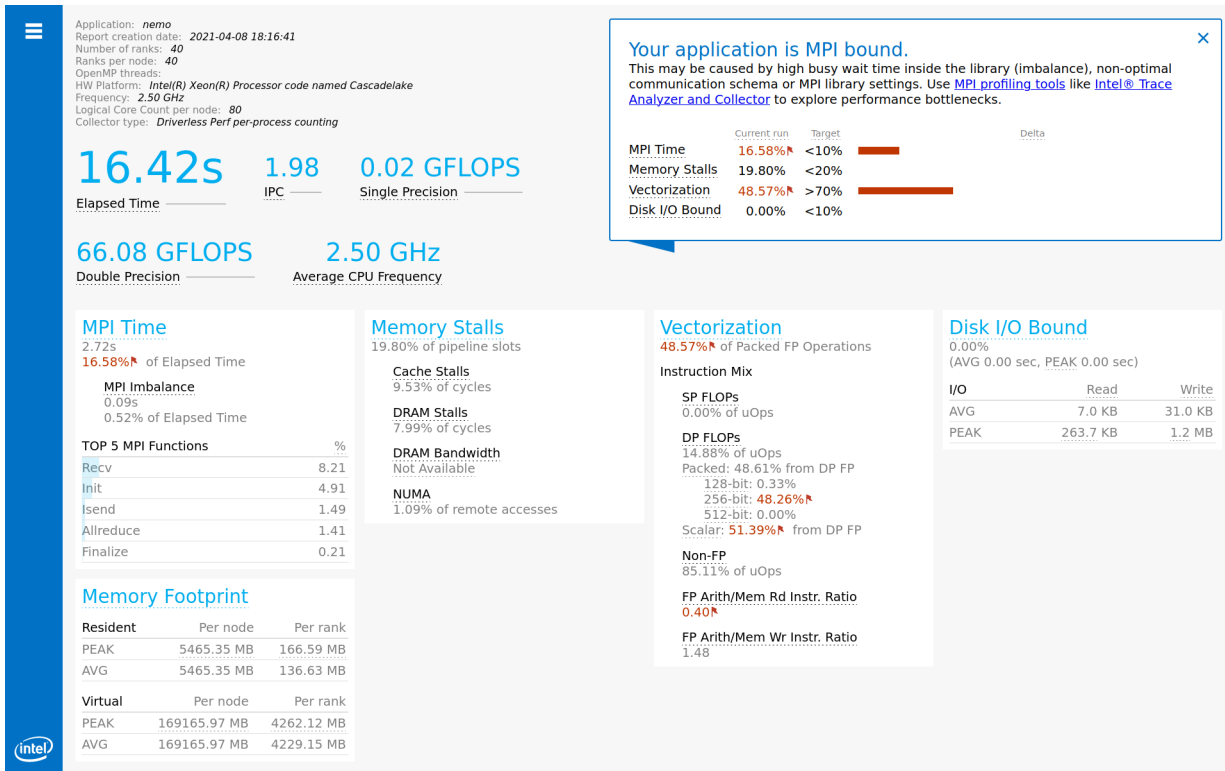 Application: nemo
Report creation date: 2021-04-08 18:16:41
Number of ranks: 40
Ranks per node: 40
OpenMP threads:
HW Platform: Intel(R) Xeon(R) Processor code named Cascadelake
Frequency: 2.50 GHz
Logical Core Count per node: 80
Collector type: Driverless Perf per-process counting
16.42s
Elapsed Time
1.98
IPC
0.02 GFLOPS
Single Precision
66.08 GFLOPS
Double Precision
2.50 GHz
Average CPU Frequency
Your application is MPI bound.
This may be caused by high busy wait time inside the library (imbalance), non-optimal
communication schema or MPI library settings. Use MPI profiling tools like Intel® Trace
Analyzer and Collector to explore performance bottlenecks.
Current run Target Delta
MPI Time 16.58% <10%
Memory Stalls 19.80% <20%
Vectorization 48.57% >70%
Disk I/O Bound 0.00% <10%
MPI Time
2.72s
16.58% of Elapsed Time
MPI Imbalance
0.09s
0.52% of Elapsed Time
TOP 5 MPI Functions %
Recv 8.21
Init 4.91
Isend 1.49
Allreduce 1.41
Finalize 0.21
Memory Footprint
Resident Per node Per rank
PEAK 5465.35 MB 166.59 MB
AVG 5465.35 MB 136.63 MB
Virtual Per node Per rank
PEAK 169165.97 MB 4262.12 MB
AVG 169165.97 MB 4229.15 MB
Memory Stalls
19.80% of pipeline slots
Cache Stalls
9.53% of cycles
DRAM Stalls
7.99% of cycles
DRAM Bandwidth
Not Available
NUMA
1.09% of remote accesses
Vectorization
48.57% of Packed FP Operations
Instruction Mix
SP FLOPs
0.00% of uOps
DP FLOPs
14.88% of uOps
Packed: 48.61% from DP FP
128-bit: 0.33%
256-bit: 48.26%
512-bit: 0.00%
Scalar: 51.39% from DP FP
Non-FP
85.11% of uOps
FP Arith/Mem Rd Instr. Ratio
0.40
FP Arith/Mem Wr Instr. Ratio
1.48
Disk I/O Bound
0.00%
(AVG 0.00 sec, PEAK 0.00 sec)
I/O Read Write
AVG 7.0 KB 31.0 KB
PEAK 263.7 KB 1.2 MB
intel